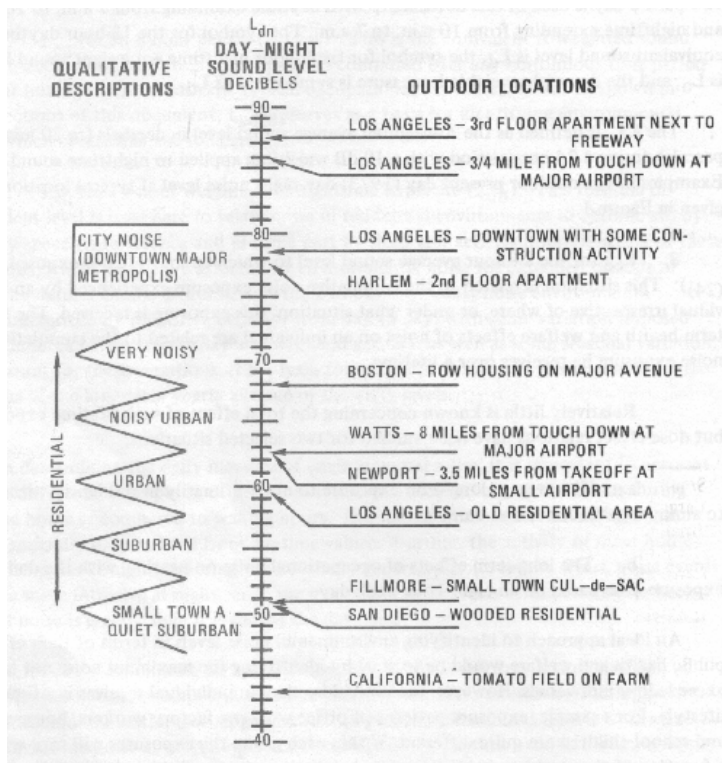 Ldn
DAY–NIGHT
SOUND LEVEL
DECIBELS
QUALITATIVE
DESCRIPTIONS
OUTDOOR LOCATIONS
90
LOS ANGELES – 3rd FLOOR APARTMENT NEXT TO
FREEWAY
LOS ANGELES – 3/4 MILE FROM TOUCH DOWN AT
MAJOR AIRPORT
80
LOS ANGELES – DOWNTOWN WITH SOME CON-
STRUCTION ACTIVITY
CITY NOISE
(DOWNTOWN MAJOR
METROPOLIS)
HARLEM – 2nd FLOOR APARTMENT
VERY NOISY
70
BOSTON – ROW HOUSING ON MAJOR AVENUE
NOISY URBAN
WATTS – 8 MILES FROM TOUCH DOWN AT
MAJOR AIRPORT
RESIDENTIAL
URBAN
60
NEWPORT – 3.5 MILES FROM TAKEOFF AT
SMALL AIRPORT
LOS ANGELES – OLD RESIDENTIAL AREA
SUBURBAN
FILLMORE – SMALL TOWN CUL–de–SAC
SMALL TOWN &
QUIET SUBURBAN
50
SAN DIEGO – WOODED RESIDENTIAL
CALIFORNIA – TOMATO FIELD ON FARM
40